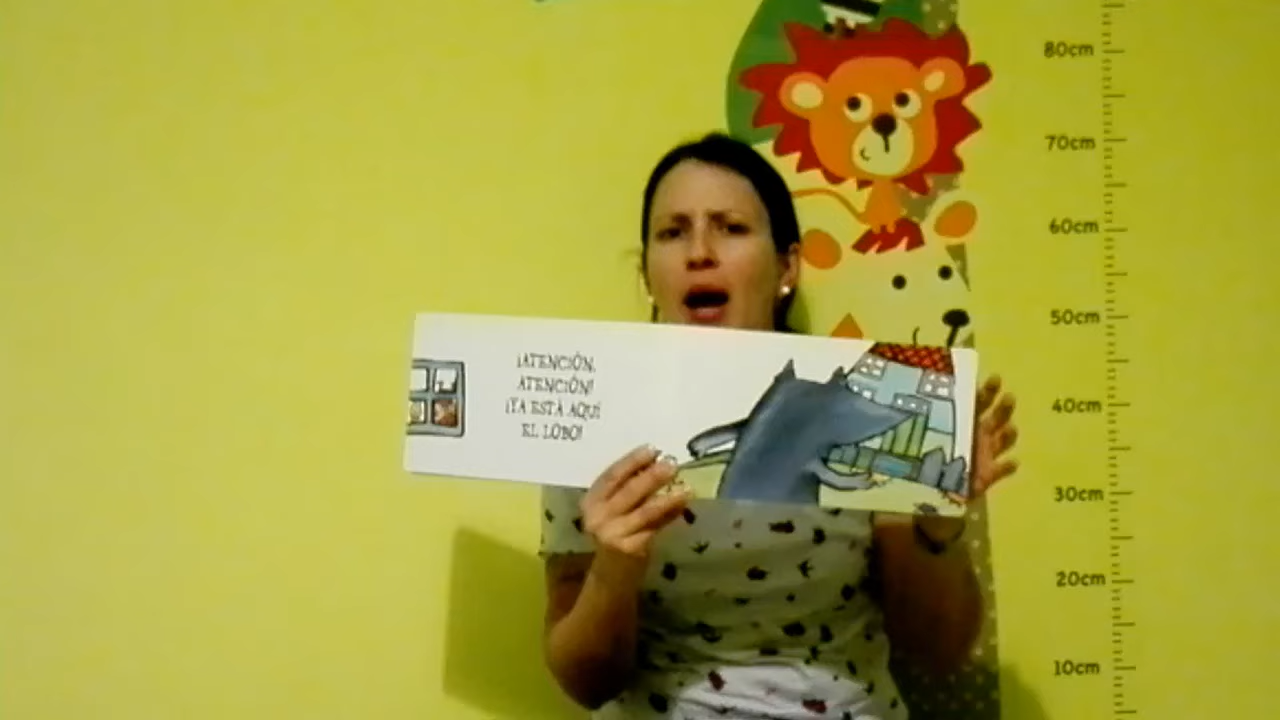 ¡ATENCIÓN,
ATENCIÓN!
¡YA ESTÁ AQUÍ
EL LOBO!
80cm
70cm
60cm
50cm
40cm
30cm
20cm
10cm